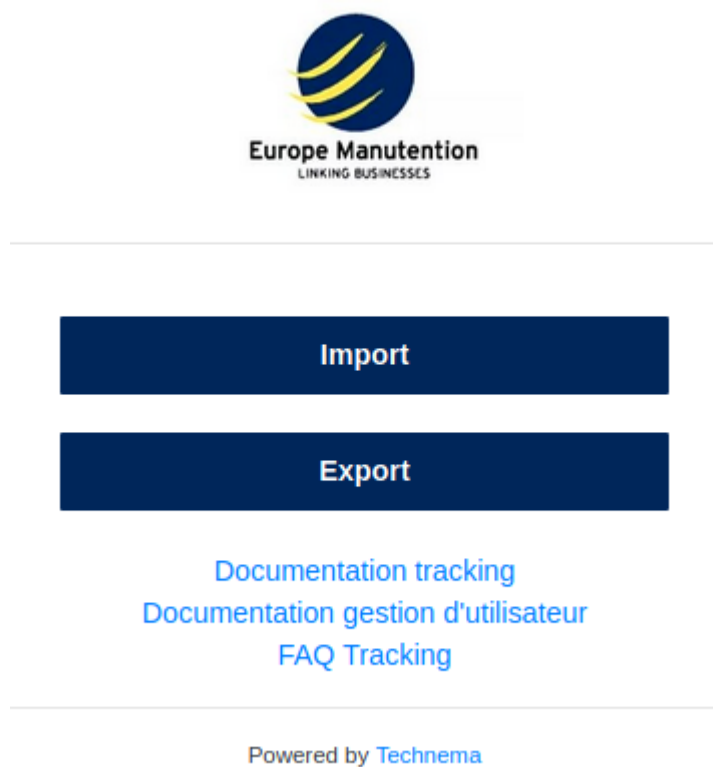 Europe Manutention
LINKING BUSINESSES
Import
Export
Documentation tracking
Documentation gestion d'utilisateur
FAQ Tracking
Powered by Technema